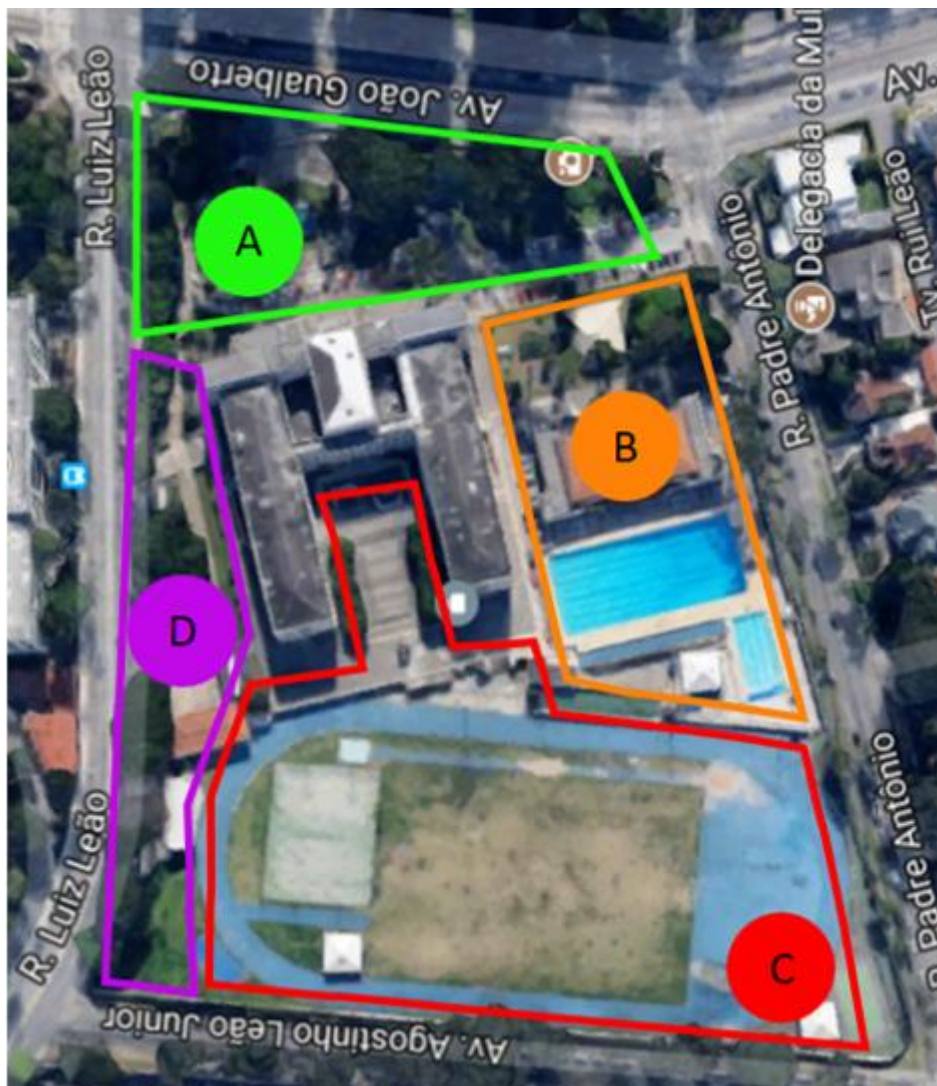 Av. João Gualberto
Av.
R. Luiz Leão
A
R. Padre Antônio
Delegacia da Mul
Tv. Rui Leão
B
D
R. Luiz Leão
R. Padre Antônio
C
Av. Agostinho Leão Junior